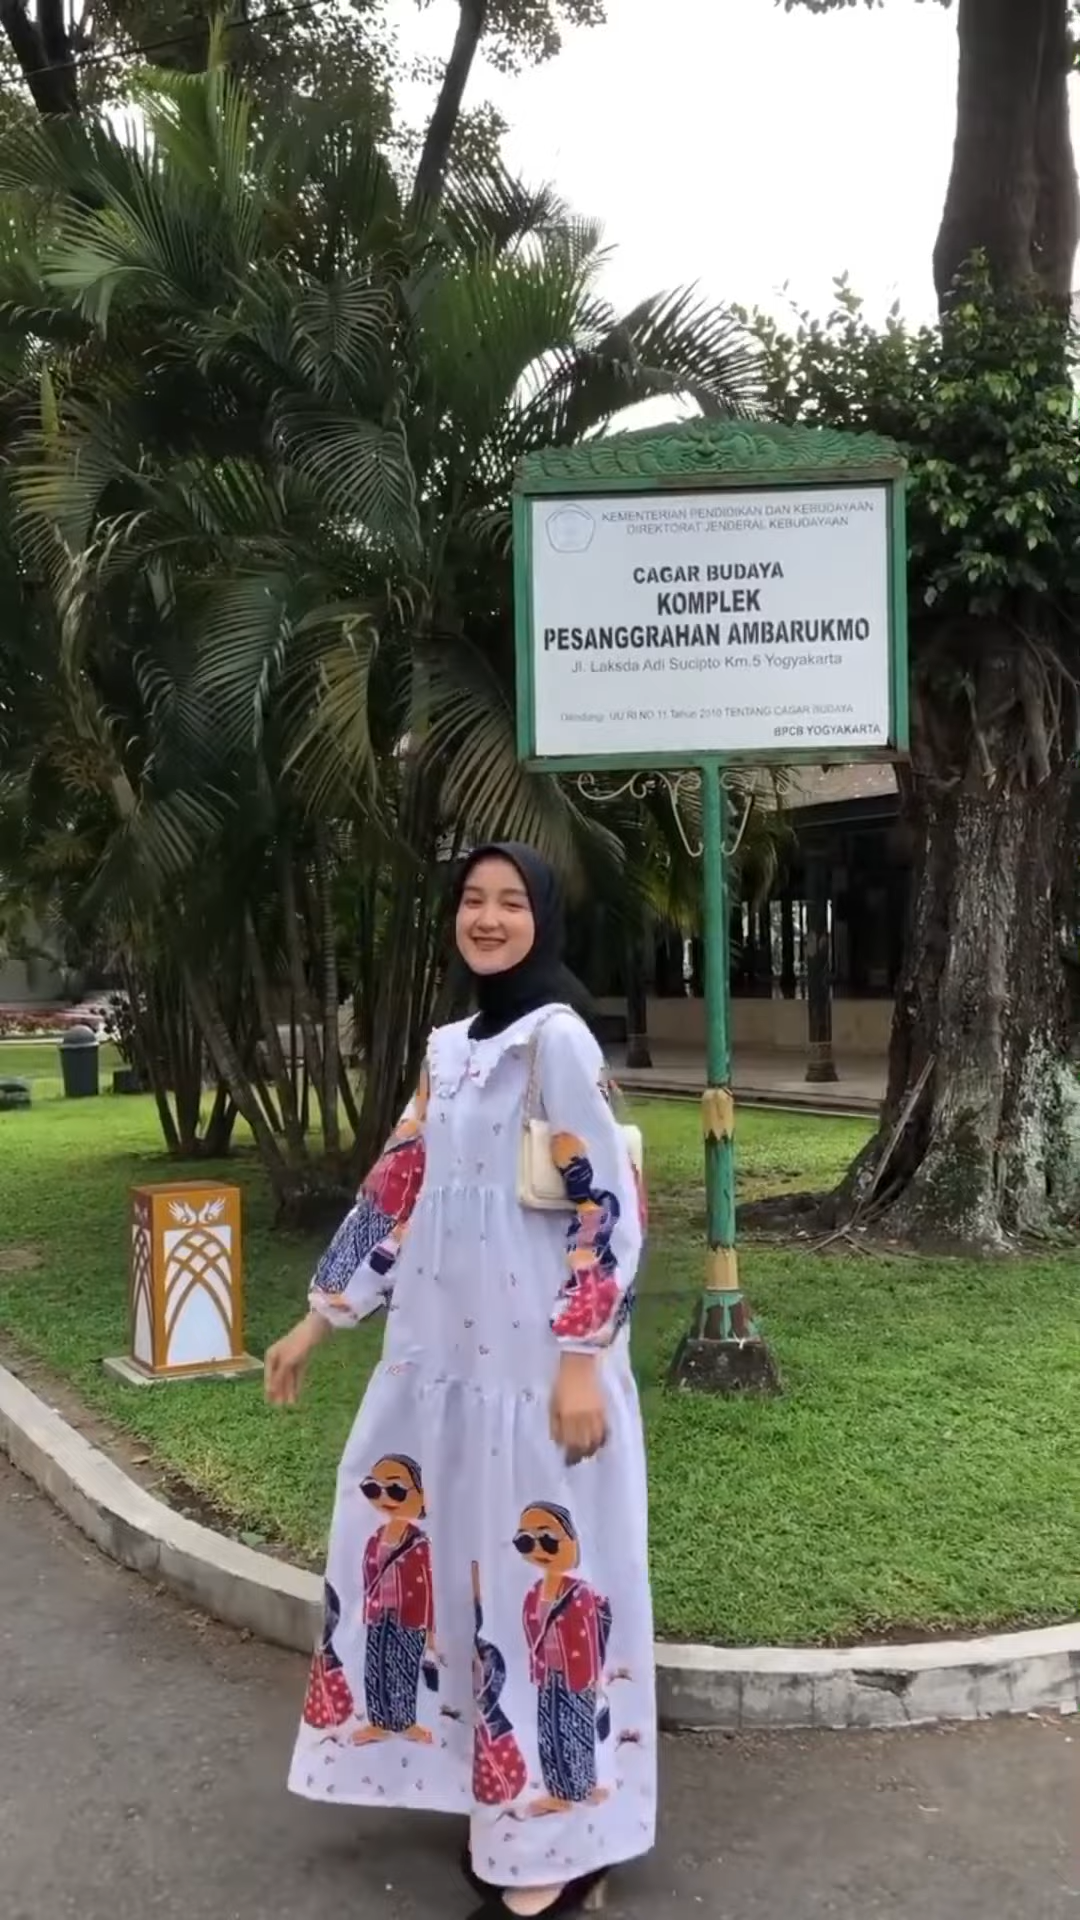 KEMENTERIAN PENDIDIKAN DAN KEBUDAYAAN
DIREKTORAT JENDERAL KEBUDAYAAN
CAGAR BUDAYA
KOMPLEK
PESANGGRAHAN AMBARUKMO
Jl. Laksda Adi Sucipto Km.5 Yogyakarta
Dilindungi UU RI NO 11 Tahun 2010 TENTANG CAGAR BUDAYA
BPCB YOGYAKARTA